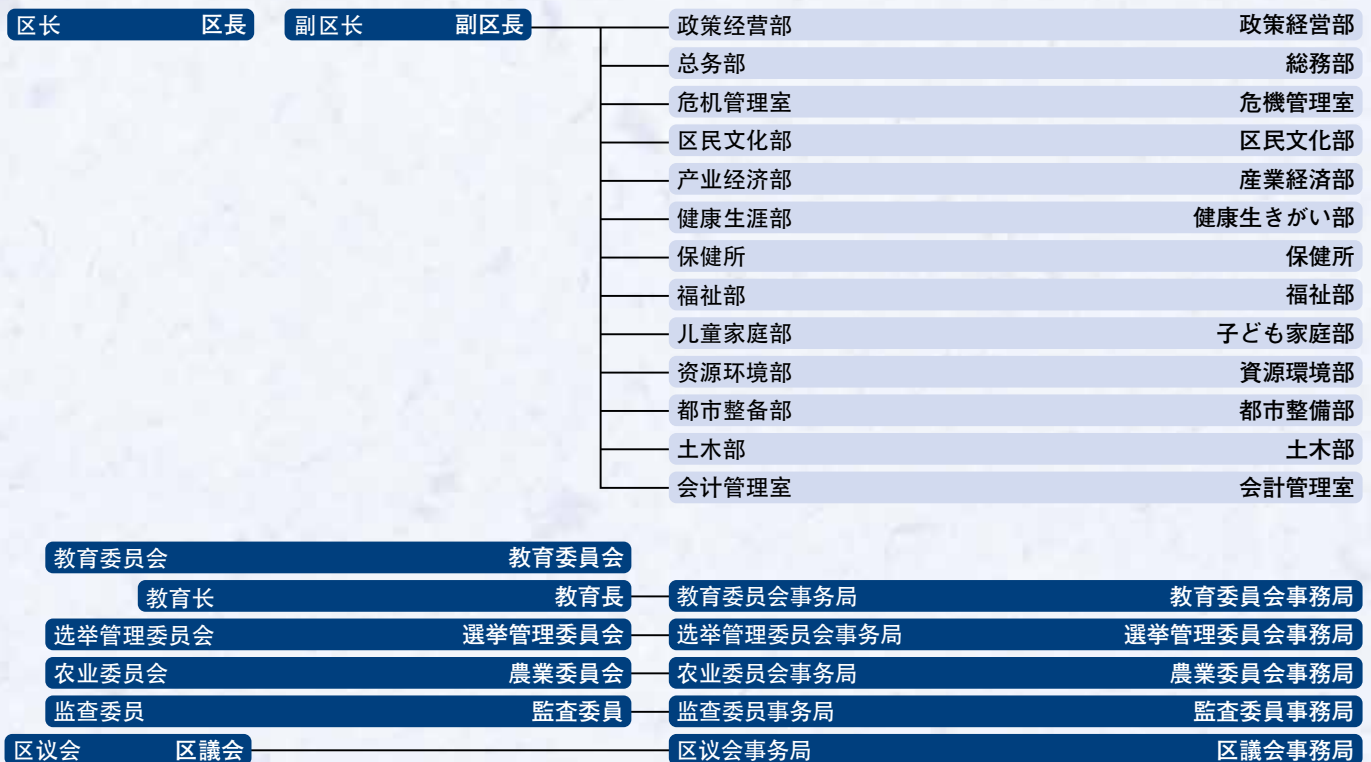 区长 区長 副区长 副区長 政策经营部 政策経営部
总务部 総務部
危机管理室 危機管理室
区民文化部 区民文化部
产业经济部 産業経済部
健康生涯部 健康生きがい部
保健所 保健所
福祉部 福祉部
儿童家庭部 子ども家庭部
资源环境部 資源環境部
都市整备部 都市整備部
土木部 土木部
会计管理室 会計管理室
教育委员会 教育委員会
教育长 教育長 教育委员会事务局 教育委員会事務局
选举管理委员会 選挙管理委員会 选举管理委员会事务局 選挙管理委員会事務局
农业委员会 農業委員会 农业委员会事务局 農業委員会事務局
监查委员 監査委員 监查委员事务局 監査委員事務局
区议会 区議会 区议会事务局 区議会事務局